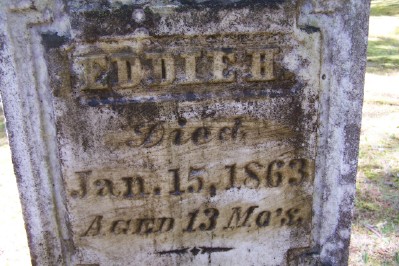 EDDIE H
Died
Jan. 15, 1863
AGED 13 Mo's.